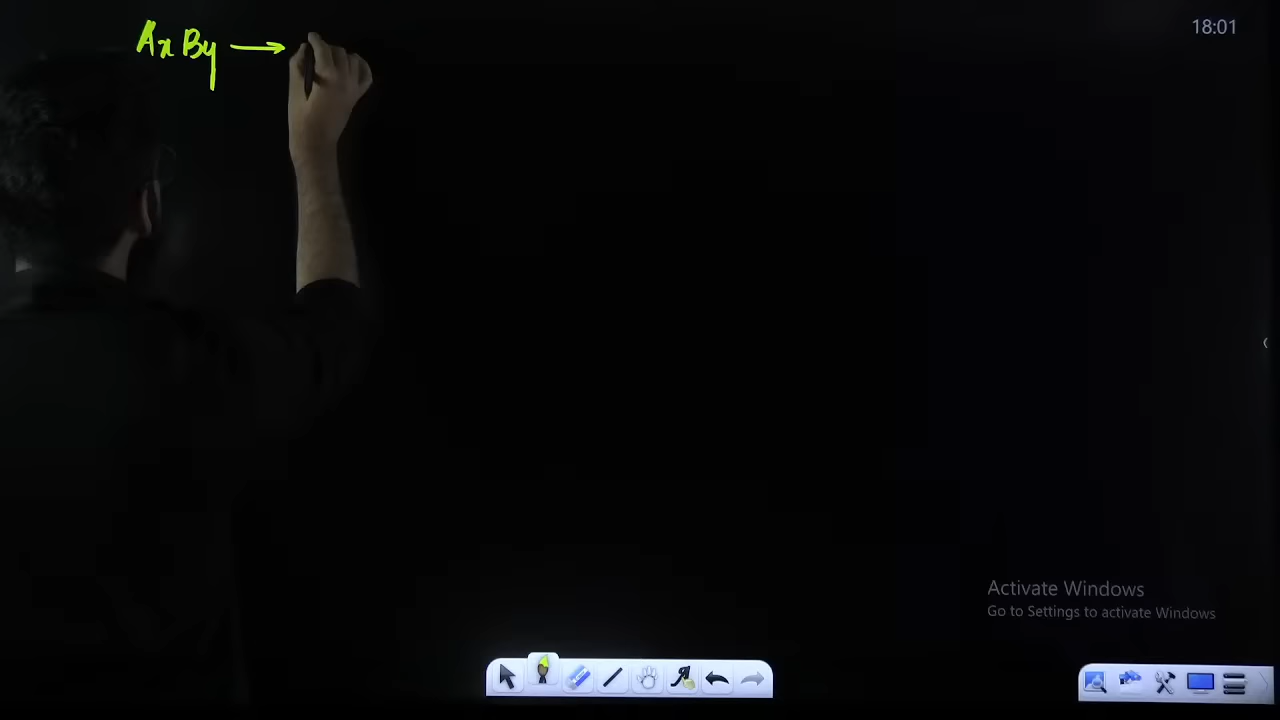 18:01
AxBy →
Activate Windows
Go to Settings to activate Windows